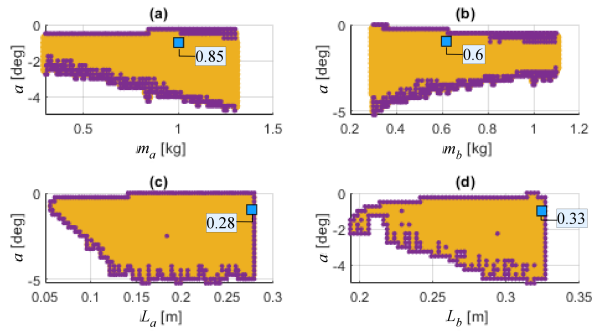 (a)
0
-2
-4
a [deg]
0.85
0.5
1
1.5
m_a [kg]
(b)
0
-5
a [deg]
0.6
0.2
0.4
0.6
0.8
1
1.2
m_b [kg]
(c)
0
-5
a [deg]
0.28
0.05
0.1
0.15
0.2
0.25
0.3
L_a [m]
(d)
0
-2
-4
a [deg]
0.33
0.2
0.25
0.3
0.35
L_b [m]